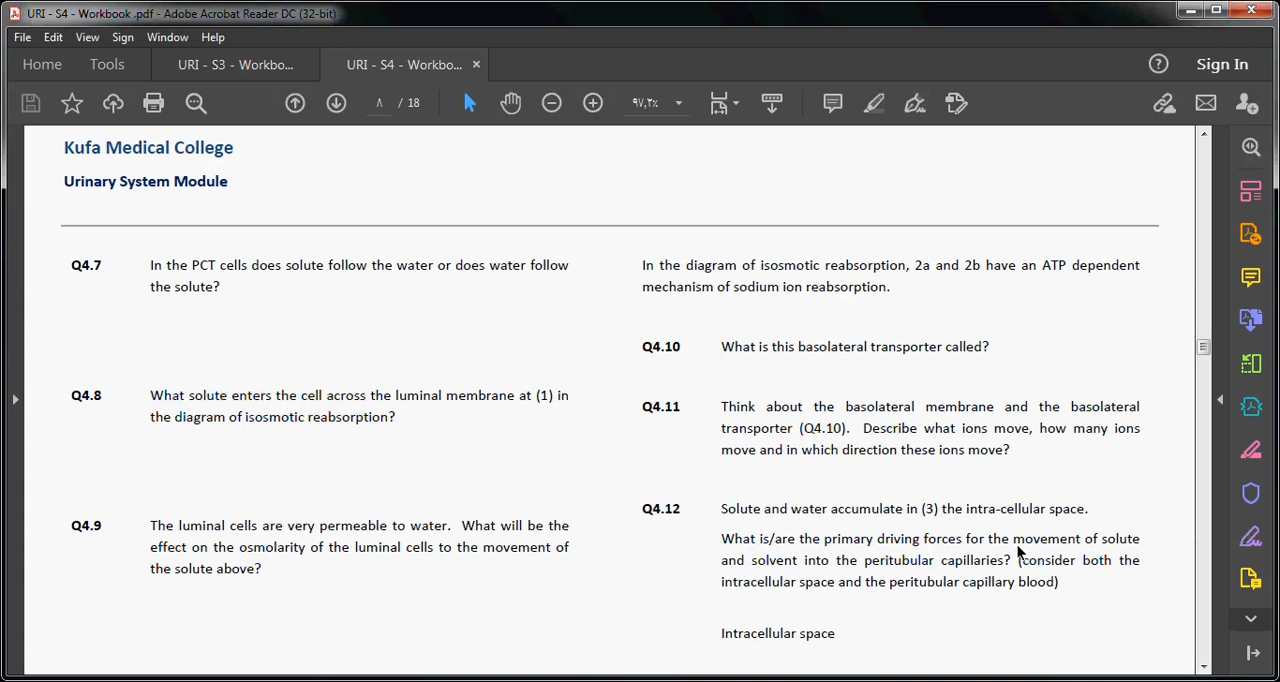 URI - S4 - Workbook .pdf - Adobe Acrobat Reader DC (32-bit)
File Edit View Sign Window Help
Home Tools URI - S3 - Workbo... URI - S4 - Workbo... × Sign In
٨ / 18 ٩٧,٢%
Kufa Medical College
Urinary System Module
Q4.7 In the PCT cells does solute follow the water or does water follow
the solute?
Q4.8 What solute enters the cell across the luminal membrane at (1) in
the diagram of isosmotic reabsorption?
Q4.9 The luminal cells are very permeable to water. What will be the
effect on the osmolarity of the luminal cells to the movement of
the solute above?
In the diagram of isosmotic reabsorption, 2a and 2b have an ATP dependent
mechanism of sodium ion reabsorption.
Q4.10 What is this basolateral transporter called?
Q4.11 Think about the basolateral membrane and the basolateral
transporter (Q4.10). Describe what ions move, how many ions
move and in which direction these ions move?
Q4.12 Solute and water accumulate in (3) the intra-cellular space.
What is/are the primary driving forces for the movement of solute
and solvent into the peritubular capillaries? (consider both the
intracellular space and the peritubular capillary blood)
Intracellular space